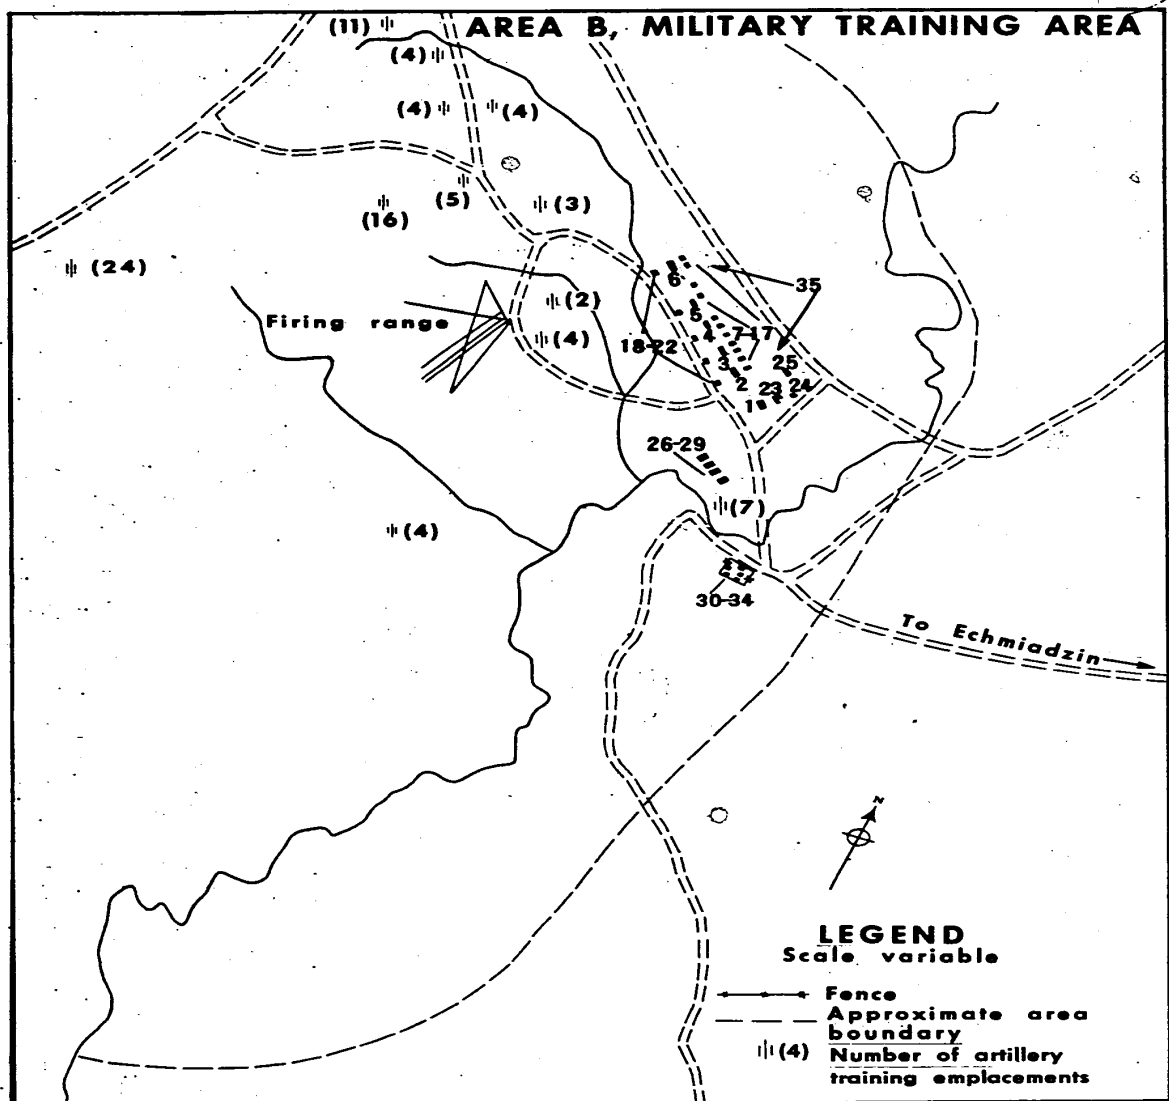 AREA B, MILITARY TRAINING AREA
(11)
(4)
(4)
(4)
(5)
(3)
(16)
(24)
(2)
Firing range
(4)
6
35
5
7-17
4
18-22
3
25
2
23
24
1
26-29
(7)
(4)
30-34
To Echmiadzin
N
LEGEND
Scale variable
Fence
Approximate area
boundary
(4) Number of artillery
training emplacements